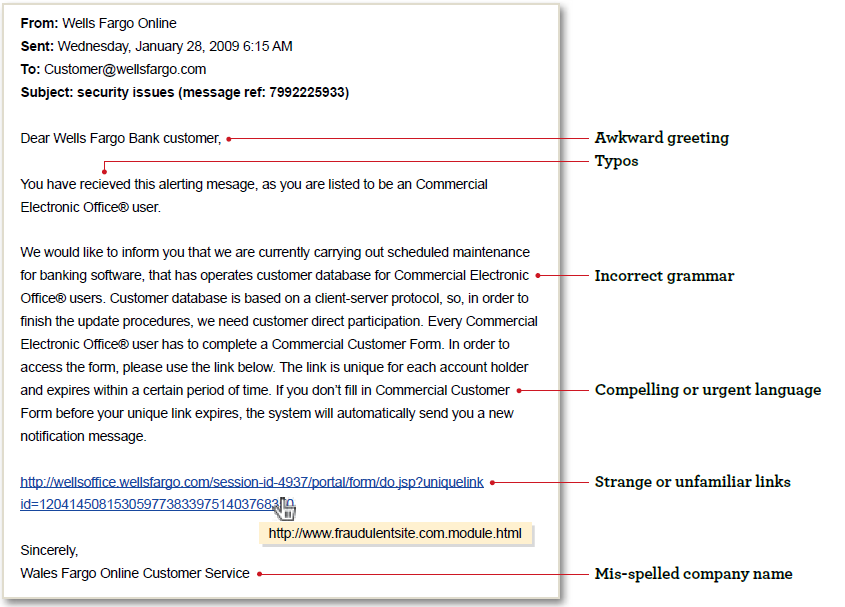 From: Wells Fargo Online
Sent: Wednesday, January 28, 2009 6:15 AM
To: Customer@wellsfargo.com
Subject: security issues (message ref: 7992225933)
Dear Wells Fargo Bank customer,
Awkward greeting
Typos
You have recieved this alerting mesage, as you are listed to be an Commercial
Electronic Office® user.
We would like to inform you that we are currently carrying out scheduled maintenance
for banking software, that has operates customer database for Commercial Electronic
Incorrect grammar
Office® users. Customer database is based on a client-server protocol, so, in order to
finish the update procedures, we need customer direct participation. Every Commercial
Electronic Office® user has to complete a Commercial Customer Form. In order to
access the form, please use the link below. The link is unique for each account holder
and expires within a certain period of time. If you don’t fill in Commercial Customer
Compelling or urgent language
Form before your unique link expires, the system will automatically send you a new
notification message.
http://wellsoffice.wellsfargo.com/session-id-4937/portal/form/do.jsp?uniquelink
Strange or unfamiliar links
http://www.fraudulentsite.com.module.html
Sincerely,
Wales Fargo Online Customer Service
Mis-spelled company name